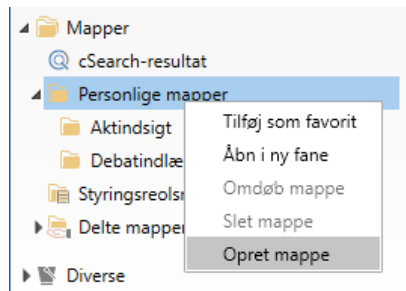 Mapper
cSearch-resultat
Personlige mapper
Aktindsigt
Debatindlæ
Styringsreolsr
Delte mapper
Diverse
Tilføj som favorit
Åbn i ny fane
Omdøb mappe
Slet mappe
Opret mappe